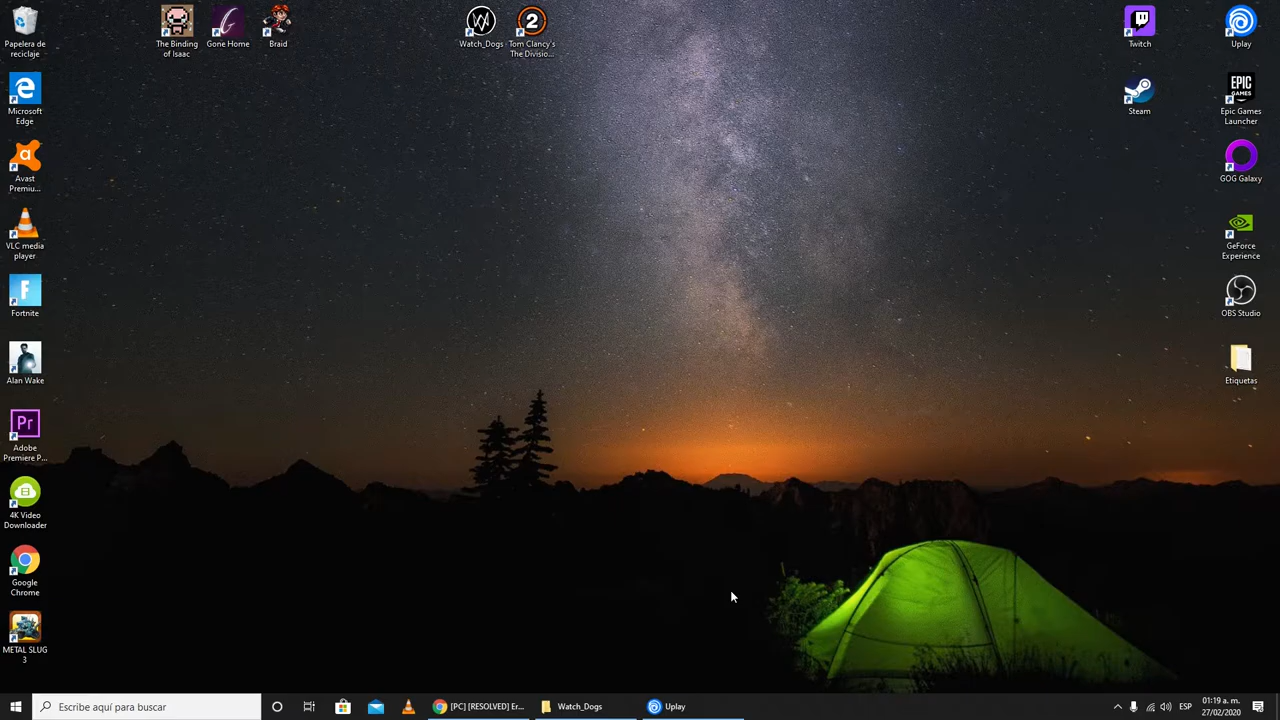 Papelera de
reciclaje
The Binding
of Isaac
Gone Home
Braid
Watch_Dogs
Tom Clancy's
The Divisio...
Twitch
Uplay
Microsoft
Edge
Steam
EPIC
GAMES
Epic Games
Launcher
Avast
Premiu...
GOG Galaxy
VLC media
player
GeForce
Experience
Fortnite
OBS Studio
Alan Wake
Etiquetas
Pr
Adobe
Premiere P...
4K Video
Downloader
Google
Chrome
METAL SLUG
3
Escribe aquí para buscar
[PC] [RESOLVED] Er...
Watch_Dogs
Uplay
ESP
01:19 a. m.
27/02/2020